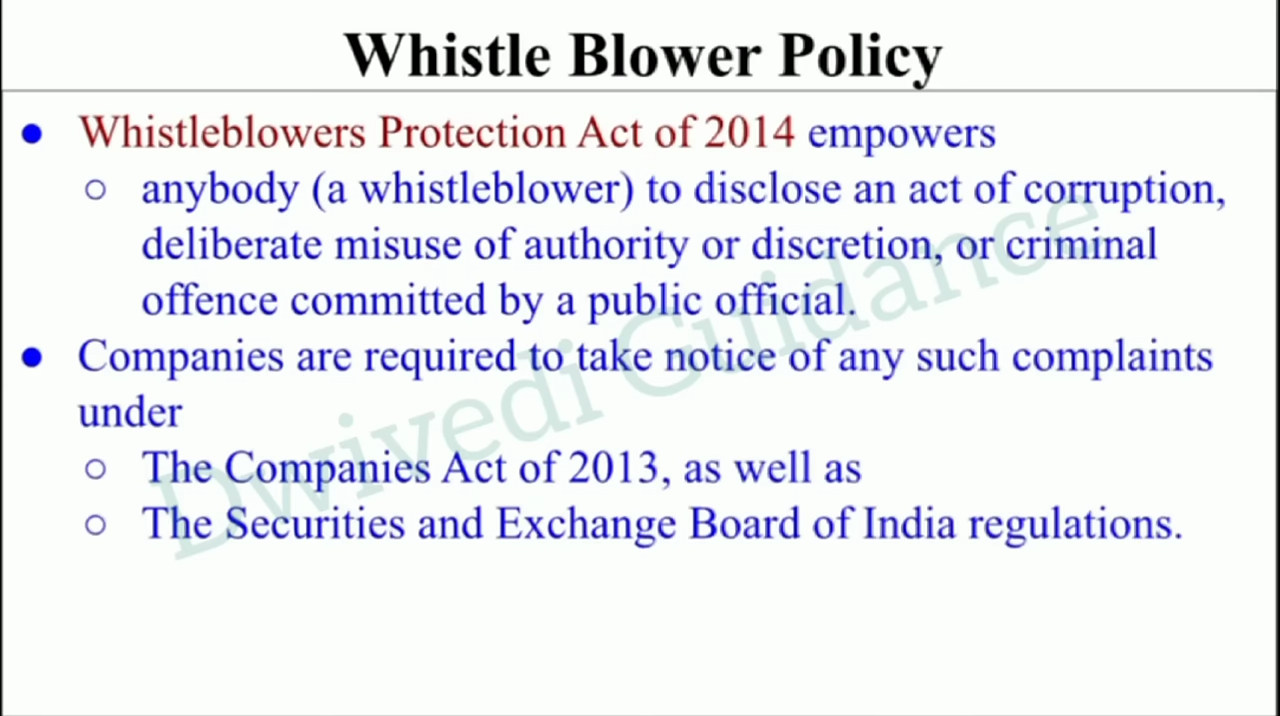 Whistle Blower Policy
● Whistleblowers Protection Act of 2014 empowers
○ anybody (a whistleblower) to disclose an act of corruption,
deliberate misuse of authority or discretion, or criminal
offence committed by a public official.
● Companies are required to take notice of any such complaints
under
○ The Companies Act of 2013, as well as
○ The Securities and Exchange Board of India regulations.
Dwivedi Guidance